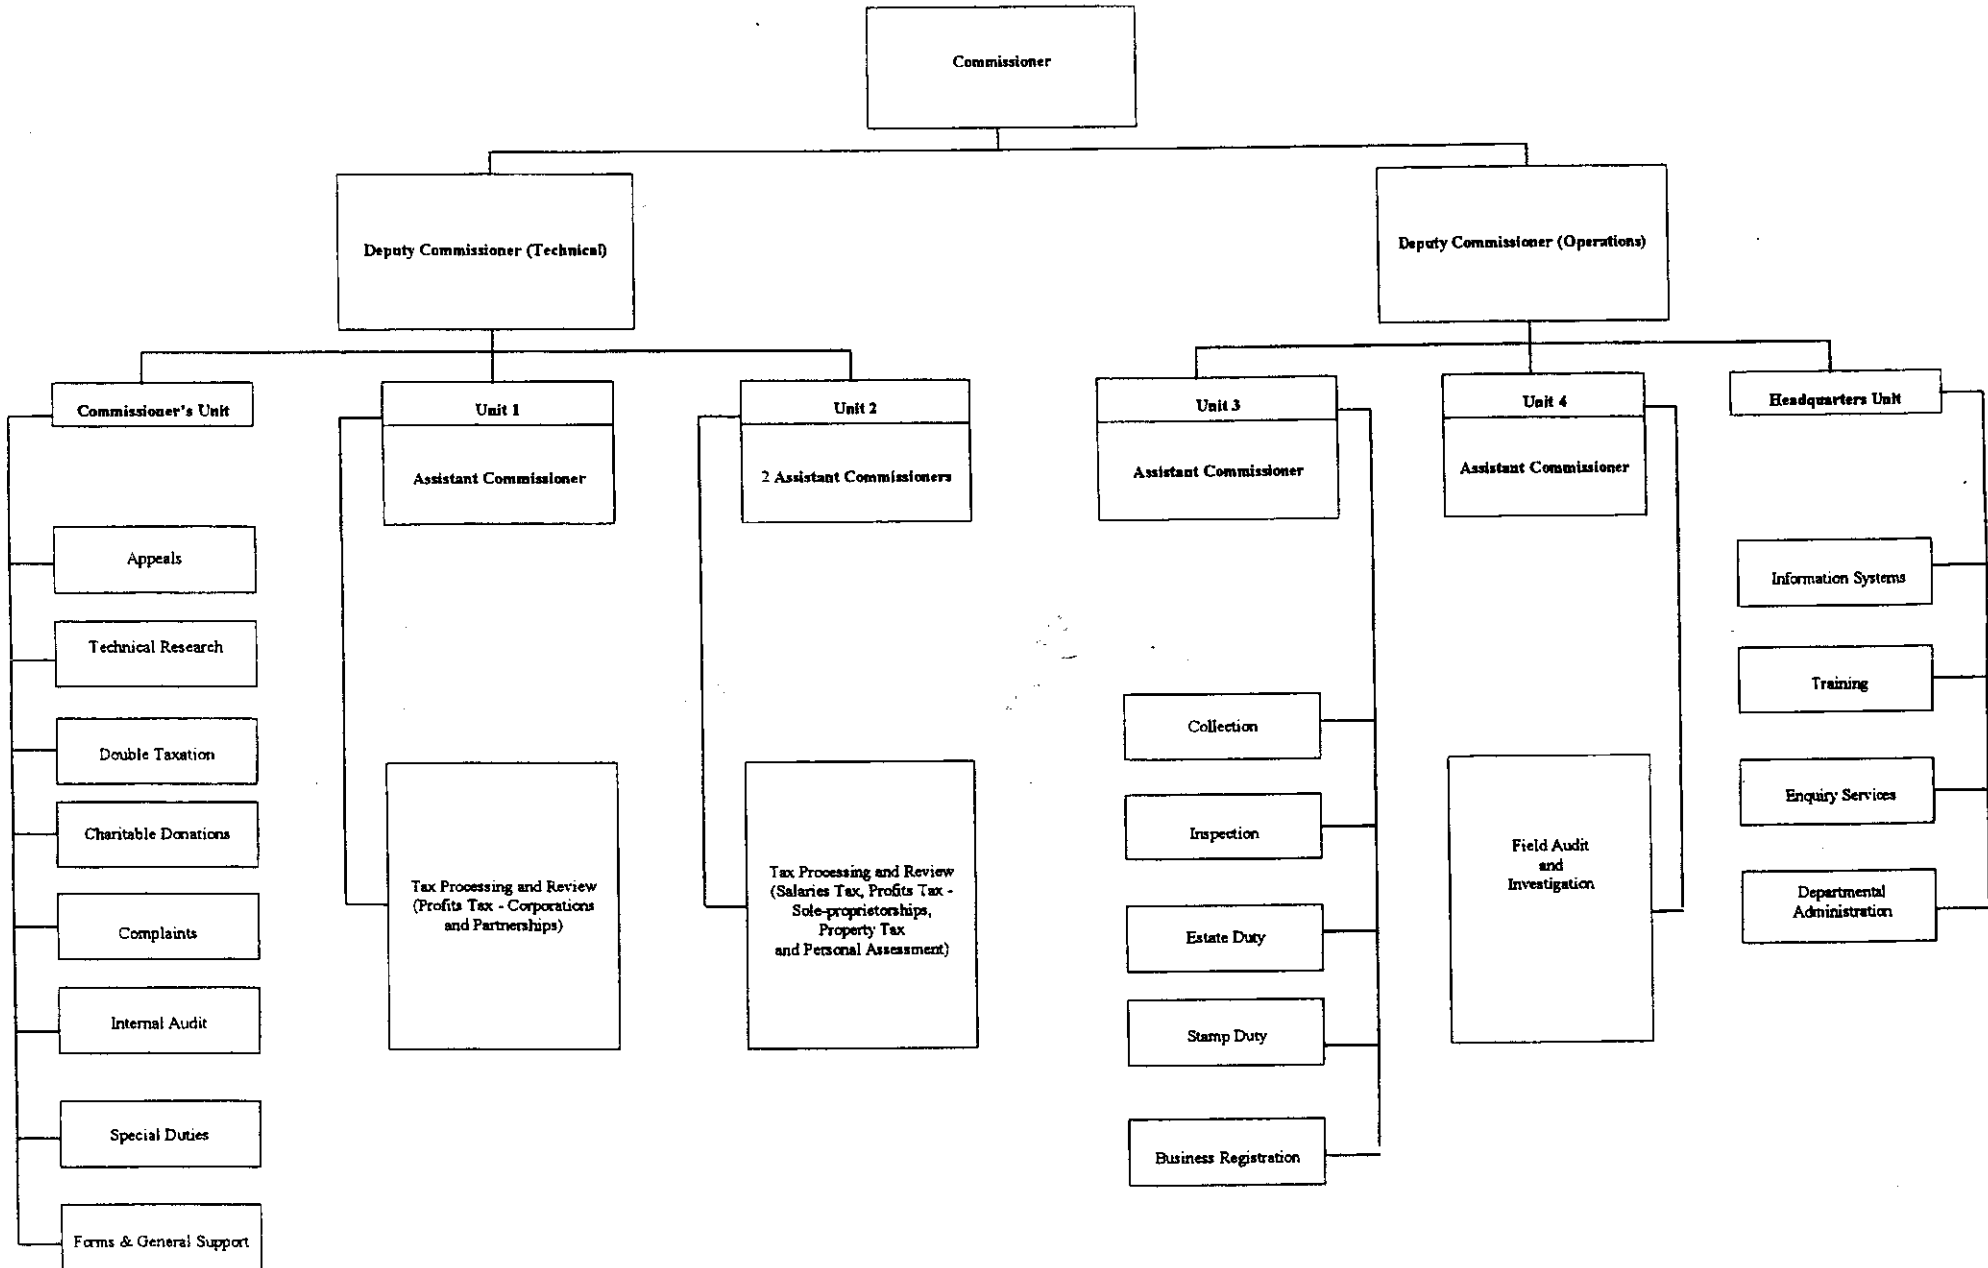 Commissioner
Deputy Commissioner (Technical)
Deputy Commissioner (Operations)
Commissioner's Unit
Unit 1
Assistant Commissioner
Unit 2
2 Assistant Commissioners
Unit 3
Assistant Commissioner
Unit 4
Assistant Commissioner
Headquarters Unit
Appeals
Technical Research
Double Taxation
Charitable Donations
Complaints
Internal Audit
Special Duties
Forms & General Support
Tax Processing and Review
(Profits Tax - Corporations
and Partnerships)
Tax Processing and Review
(Salaries Tax, Profits Tax -
Sole-proprietorships,
Property Tax
and Personal Assessment)
Collection
Inspection
Estate Duty
Stamp Duty
Business Registration
Field Audit
and
Investigation
Information Systems
Training
Enquiry Services
Departmental
Administration